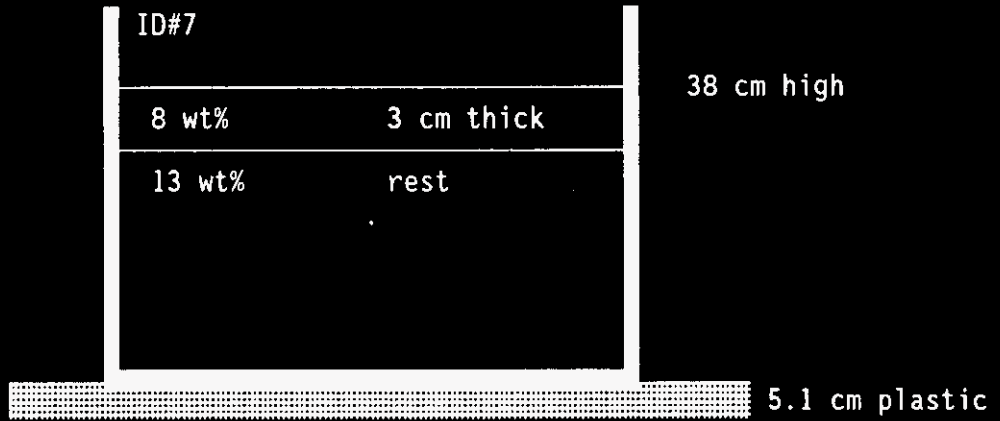 ID#7
38 cm high
8 wt% 3 cm thick
13 wt% rest
5.1 cm plastic